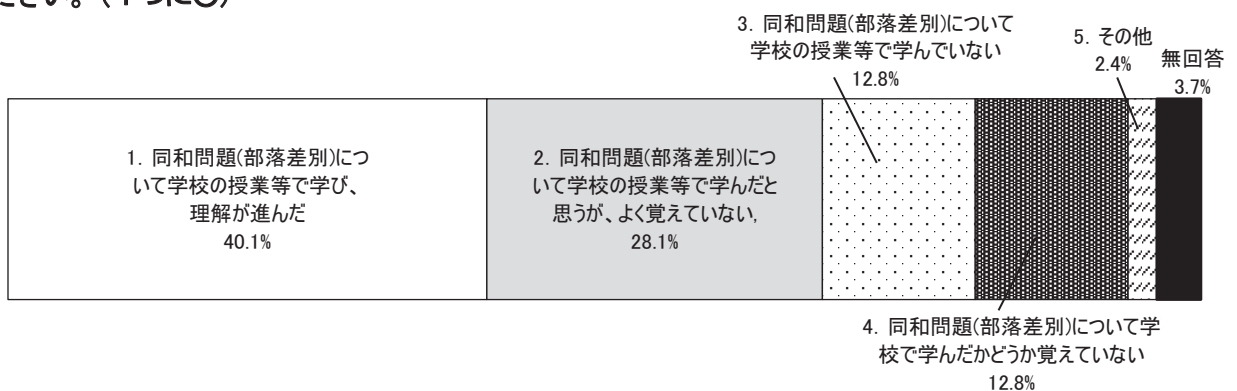 ださい。（１つに○）
3. 同和問題(部落差別)について
学校の授業等で学んでいない
12.8%
5. その他
2.4%
無回答
3.7%
1. 同和問題(部落差別)につ
いて学校の授業等で学び、
理解が進んだ
40.1%
2. 同和問題(部落差別)につ
いて学校の授業等で学んだと
思うが、よく覚えていない,
28.1%
4. 同和問題(部落差別)について学
校で学んだかどうか覚えていない
12.8%